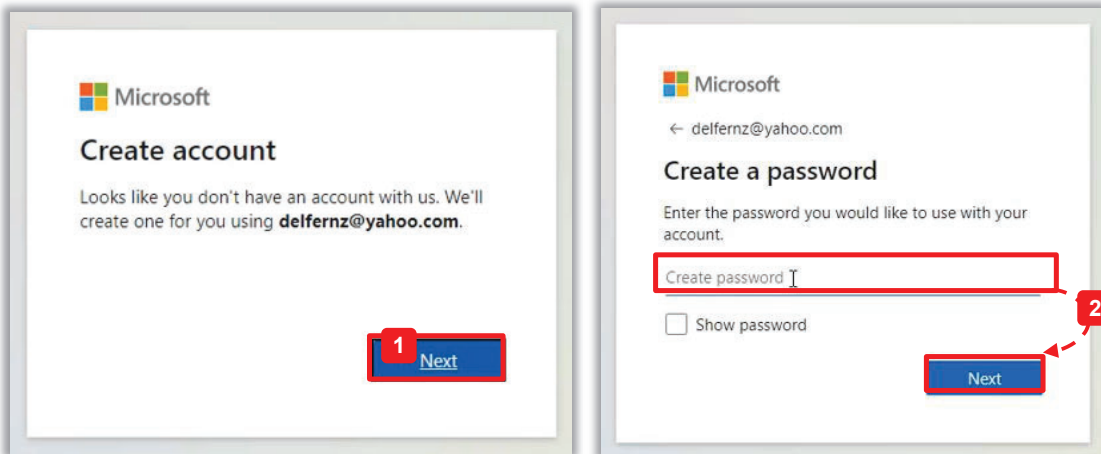 Microsoft
Create account
Looks like you don't have an account with us. We'll
create one for you using delfernz@yahoo.com.
1
Next
Microsoft
← delfernz@yahoo.com
Create a password
Enter the password you would like to use with your
account.
Create password
Show password
2
Next